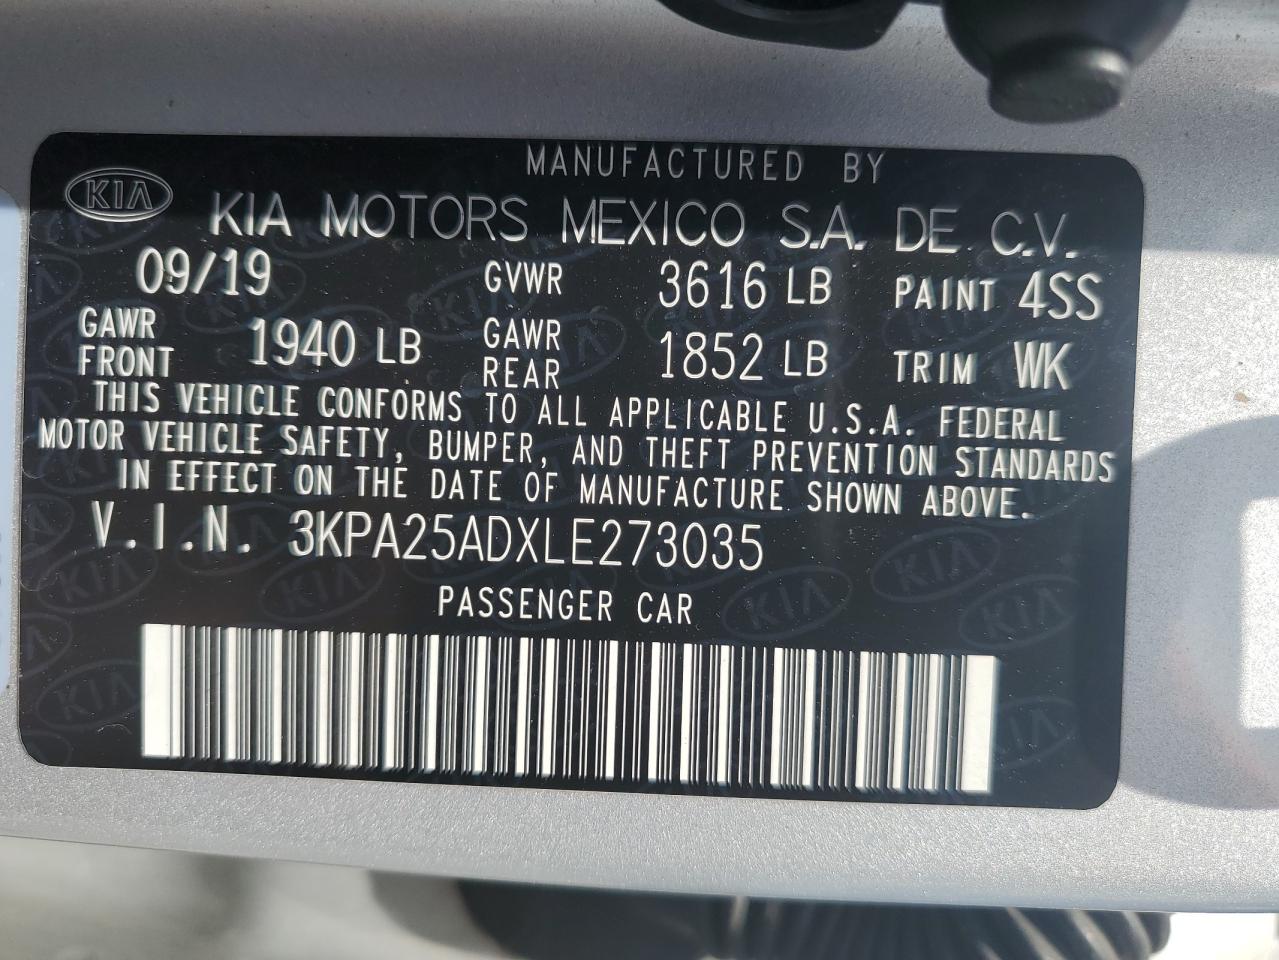 MANUFACTURED BY
KIA
KIA MOTORS MEXICO S.A. DE C.V.
09/19 GVWR 3616 LB PAINT 4SS
GAWR FRONT 1940 LB GAWR REAR 1852 LB TRIM WK
THIS VEHICLE CONFORMS TO ALL APPLICABLE U.S.A. FEDERAL
MOTOR VEHICLE SAFETY, BUMPER, AND THEFT PREVENTION STANDARDS
IN EFFECT ON THE DATE OF MANUFACTURE SHOWN ABOVE.
V.I.N. 3KPA25ADXLE273035
PASSENGER CAR